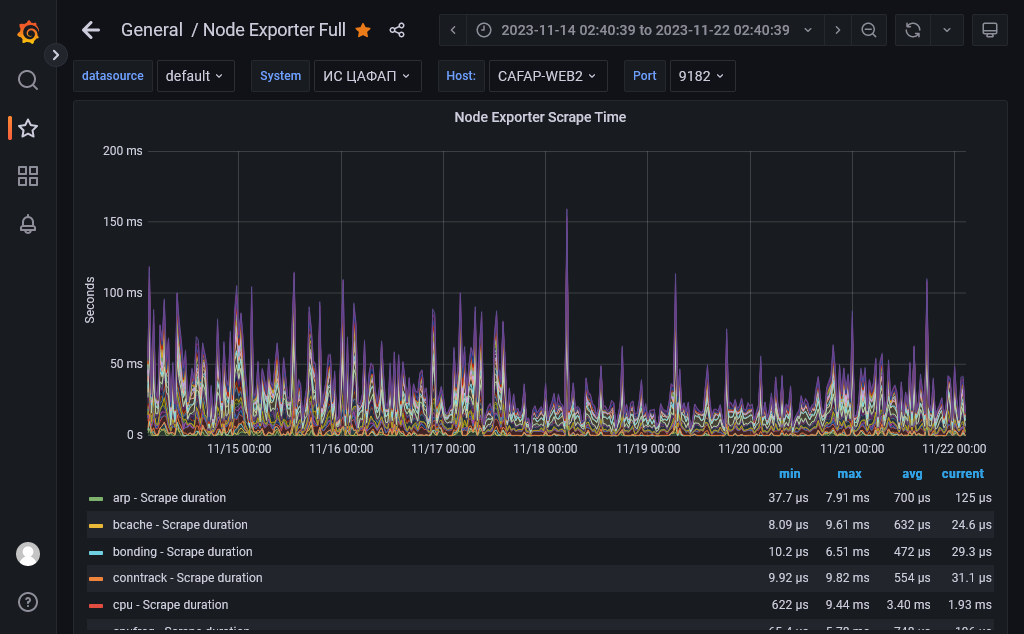 General / Node Exporter Full
2023-11-14 02:40:39 to 2023-11-22 02:40:39
datasource default System ИС ЦАФАП Host: CAFAP-WEB2 Port 9182
Node Exporter Scrape Time
200 ms
150 ms
100 ms
50 ms
0 s
Seconds
11/15 00:00 11/16 00:00 11/17 00:00 11/18 00:00 11/19 00:00 11/20 00:00 11/21 00:00 11/22 00:00
min max avg current
arp - Scrape duration 37.7 µs 7.91 ms 700 µs 125 µs
bcache - Scrape duration 8.09 µs 9.61 ms 632 µs 24.6 µs
bonding - Scrape duration 10.2 µs 6.51 ms 472 µs 29.3 µs
conntrack - Scrape duration 9.92 µs 9.82 ms 554 µs 31.1 µs
cpu - Scrape duration 622 µs 9.44 ms 3.40 ms 1.93 ms